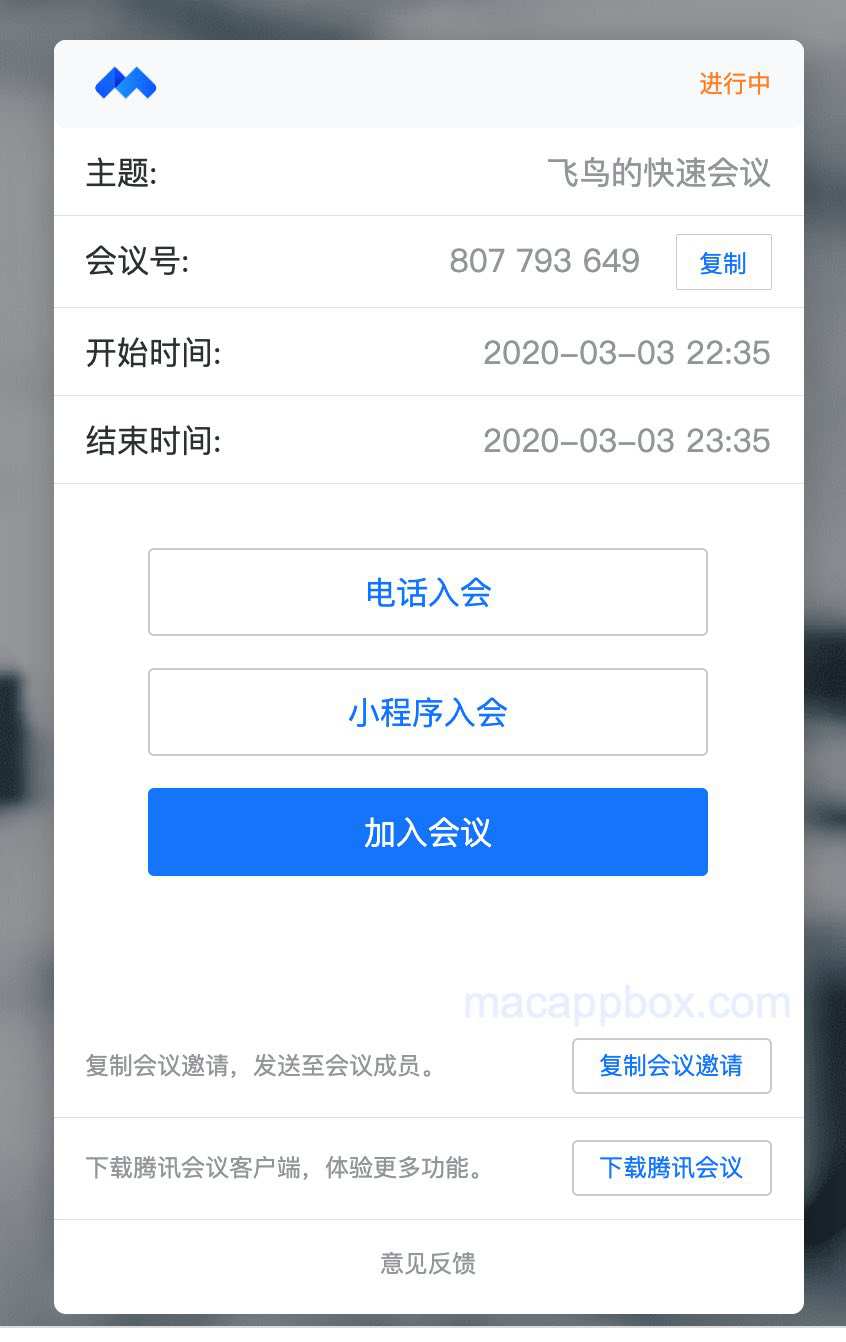 进行中
主题: 飞鸟的快速会议
会议号: 807 793 649 复制
开始时间: 2020-03-03 22:35
结束时间: 2020-03-03 23:35
电话入会
小程序入会
加入会议
macappbox.com
复制会议邀请，发送至会议成员。 复制会议邀请
下载腾讯会议客户端，体验更多功能。 下载腾讯会议
意见反馈